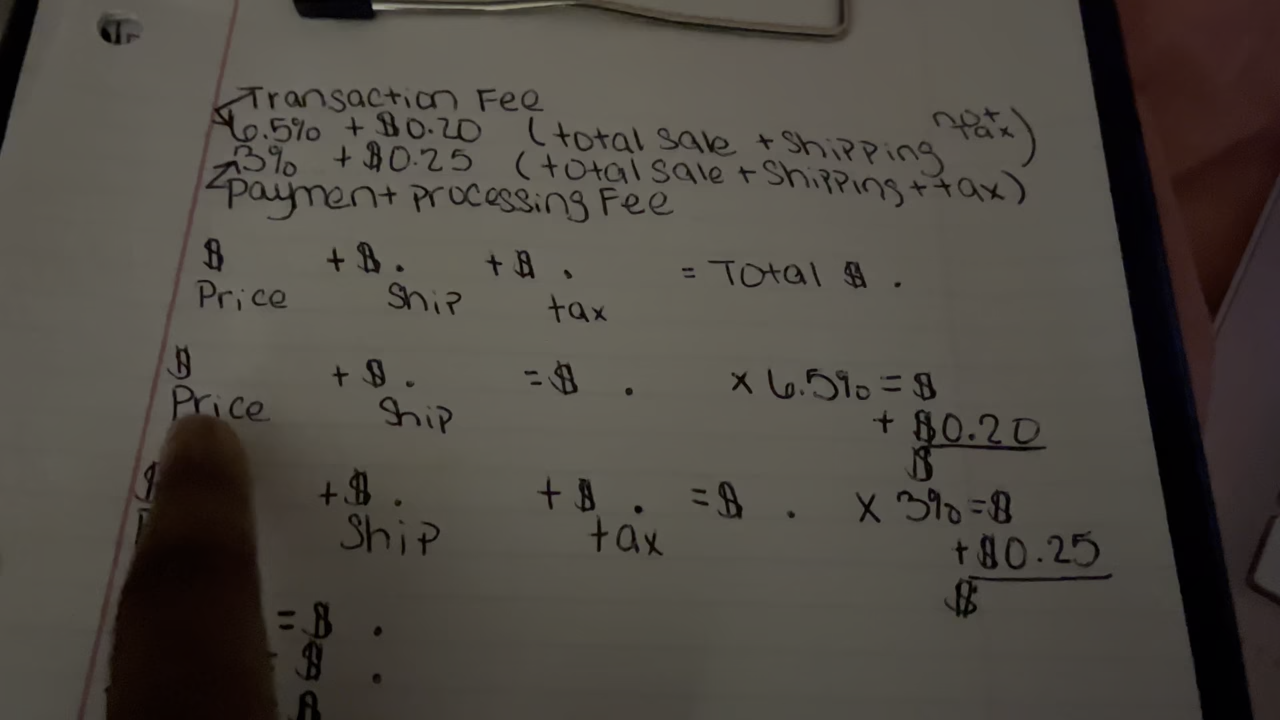 Transaction Fee
6.5% + $0.20 (total sale + shipping not tax)
3% + $0.25 (total sale + shipping + tax)
payment processing Fee
$ + $ . + $ . = Total $ .
Price Ship tax
$ + $ . = $ . x 6.5% = $
Price Ship
+ $0.20
$
$ + $ . + $ . = $ . x 3% = $
Ship tax
+ $0.25
$
= $ .
$ .
$